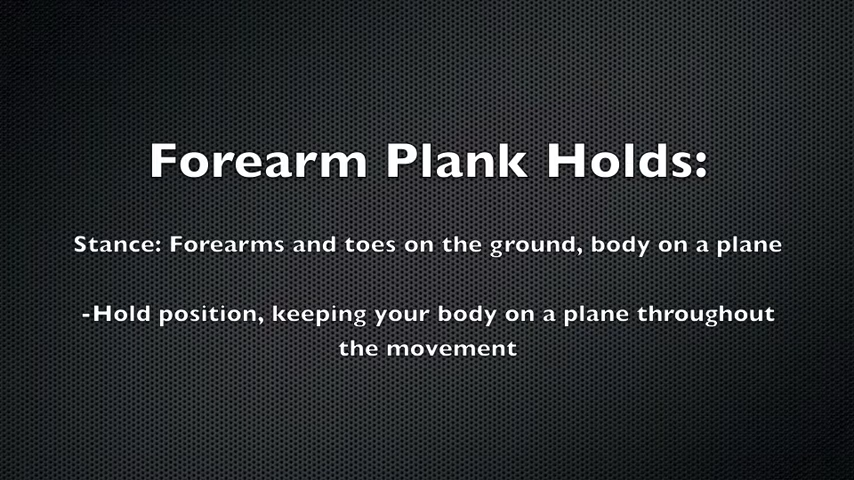 Forearm Plank Holds:
Stance: Forearms and toes on the ground, body on a plane
-Hold position, keeping your body on a plane throughout
the movement